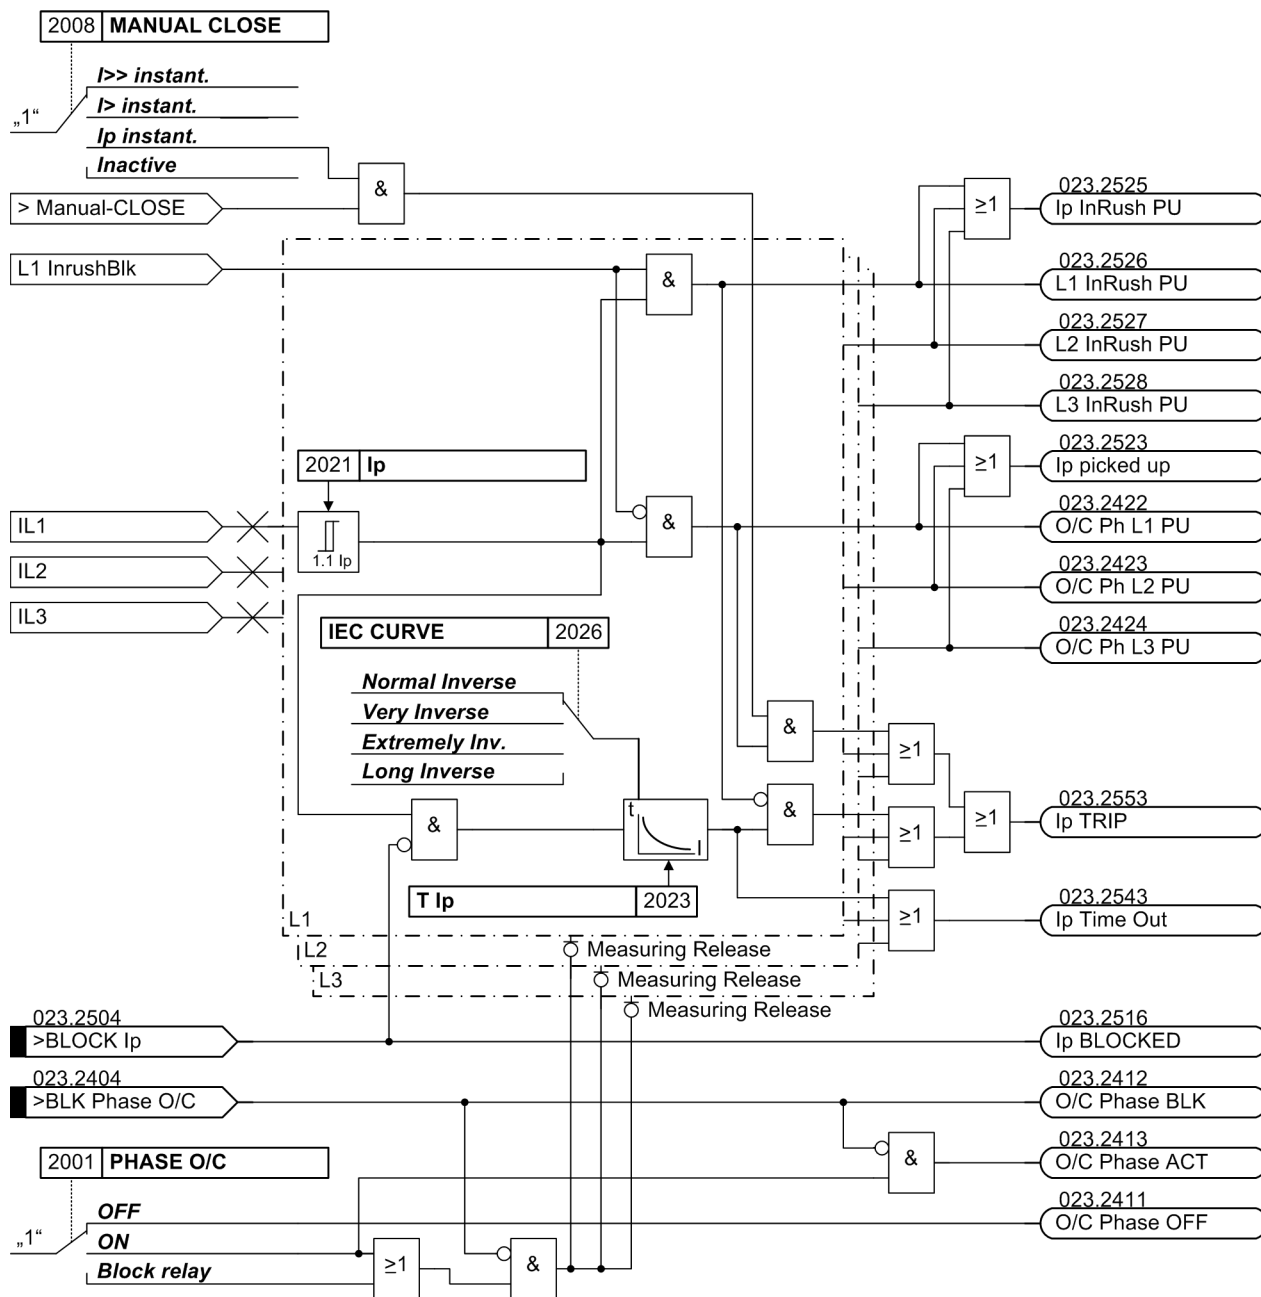 2008 MANUAL CLOSE
I>> instant.
„1“
I> instant.
Ip instant.
Inactive
&
> Manual-CLOSE
≥1
023.2525
Ip InRush PU
L1 InrushBlk
&
023.2526
L1 InRush PU
023.2527
L2 InRush PU
023.2528
L3 InRush PU
2021 Ip
≥1
023.2523
Ip picked up
IL1
1.1 Ip
&
023.2422
O/C Ph L1 PU
IL2
023.2423
O/C Ph L2 PU
IL3
023.2424
O/C Ph L3 PU
IEC CURVE 2026
Normal Inverse
Very Inverse
Extremely Inv.
Long Inverse
&
≥1
&
t
I
&
≥1
≥1
023.2553
Ip TRIP
T Ip 2023
≥1
023.2543
Ip Time Out
L1
L2
Measuring Release
L3
Measuring Release
Measuring Release
023.2504
>BLOCK Ip
023.2516
Ip BLOCKED
023.2404
>BLK Phase O/C
023.2412
O/C Phase BLK
2001 PHASE O/C
&
023.2413
O/C Phase ACT
OFF
023.2411
O/C Phase OFF
„1“
ON
Block relay
≥1
&